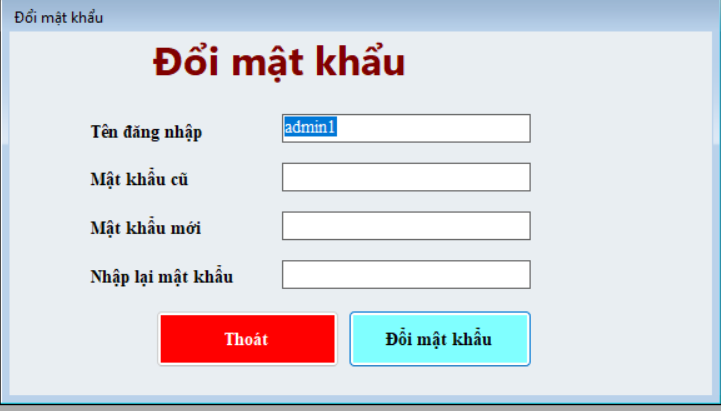 Đổi mật khẩu
Đổi mật khẩu
Tên đăng nhập
admin1
Mật khẩu cũ
Mật khẩu mới
Nhập lại mật khẩu
Thoát
Đổi mật khẩu